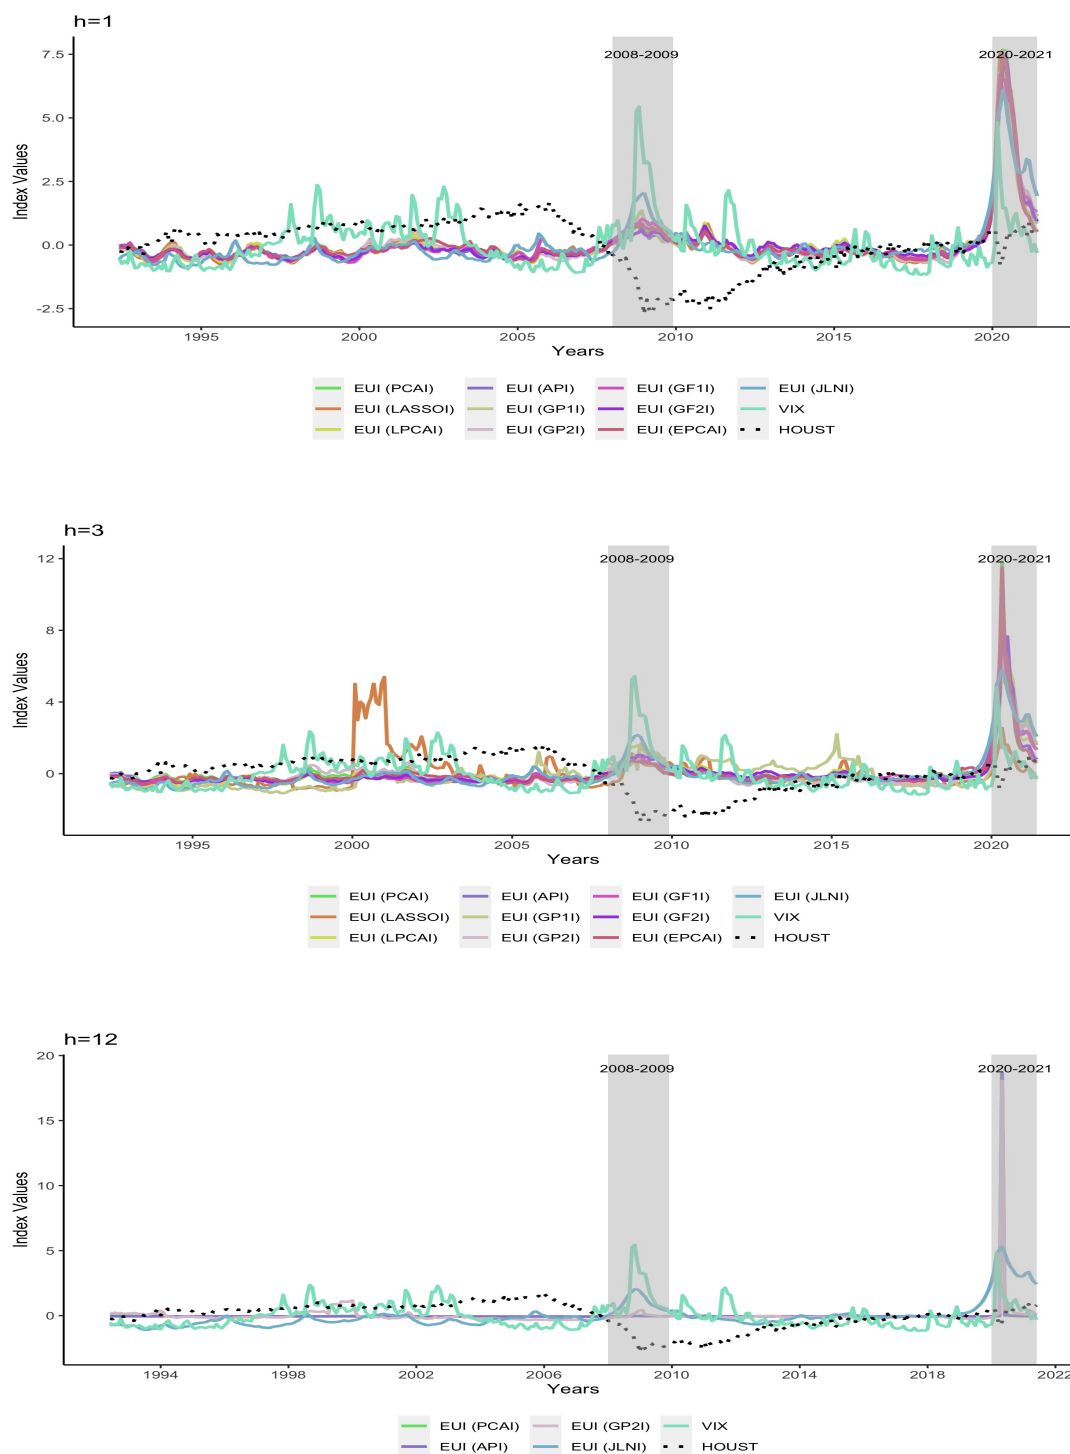 h=1
7.5
5.0
2.5
0.0
-2.5
Index Values
2008-2009
2020-2021
1995 2000 2005 2010 2015 2020
Years
EUI (PCAI) EUI (API) EUI (GF1I) EUI (JLNI)
EUI (LASSOI) EUI (GP1I) EUI (GF2I) VIX
EUI (LPCAI) EUI (GP2I) EUI (EPCAI) HOUST
h=3
12
8
4
0
Index Values
2008-2009
2020-2021
1995 2000 2005 2010 2015 2020
Years
EUI (PCAI) EUI (API) EUI (GF1I) EUI (JLNI)
EUI (LASSOI) EUI (GP1I) EUI (GF2I) VIX
EUI (LPCAI) EUI (GP2I) EUI (EPCAI) HOUST
h=12
20
15
10
5
0
Index Values
2008-2009
2020-2021
1994 1998 2002 2006 2010 2014 2018 2022
Years
EUI (PCAI) EUI (GP2I) VIX
EUI (API) EUI (JLNI) HOUST